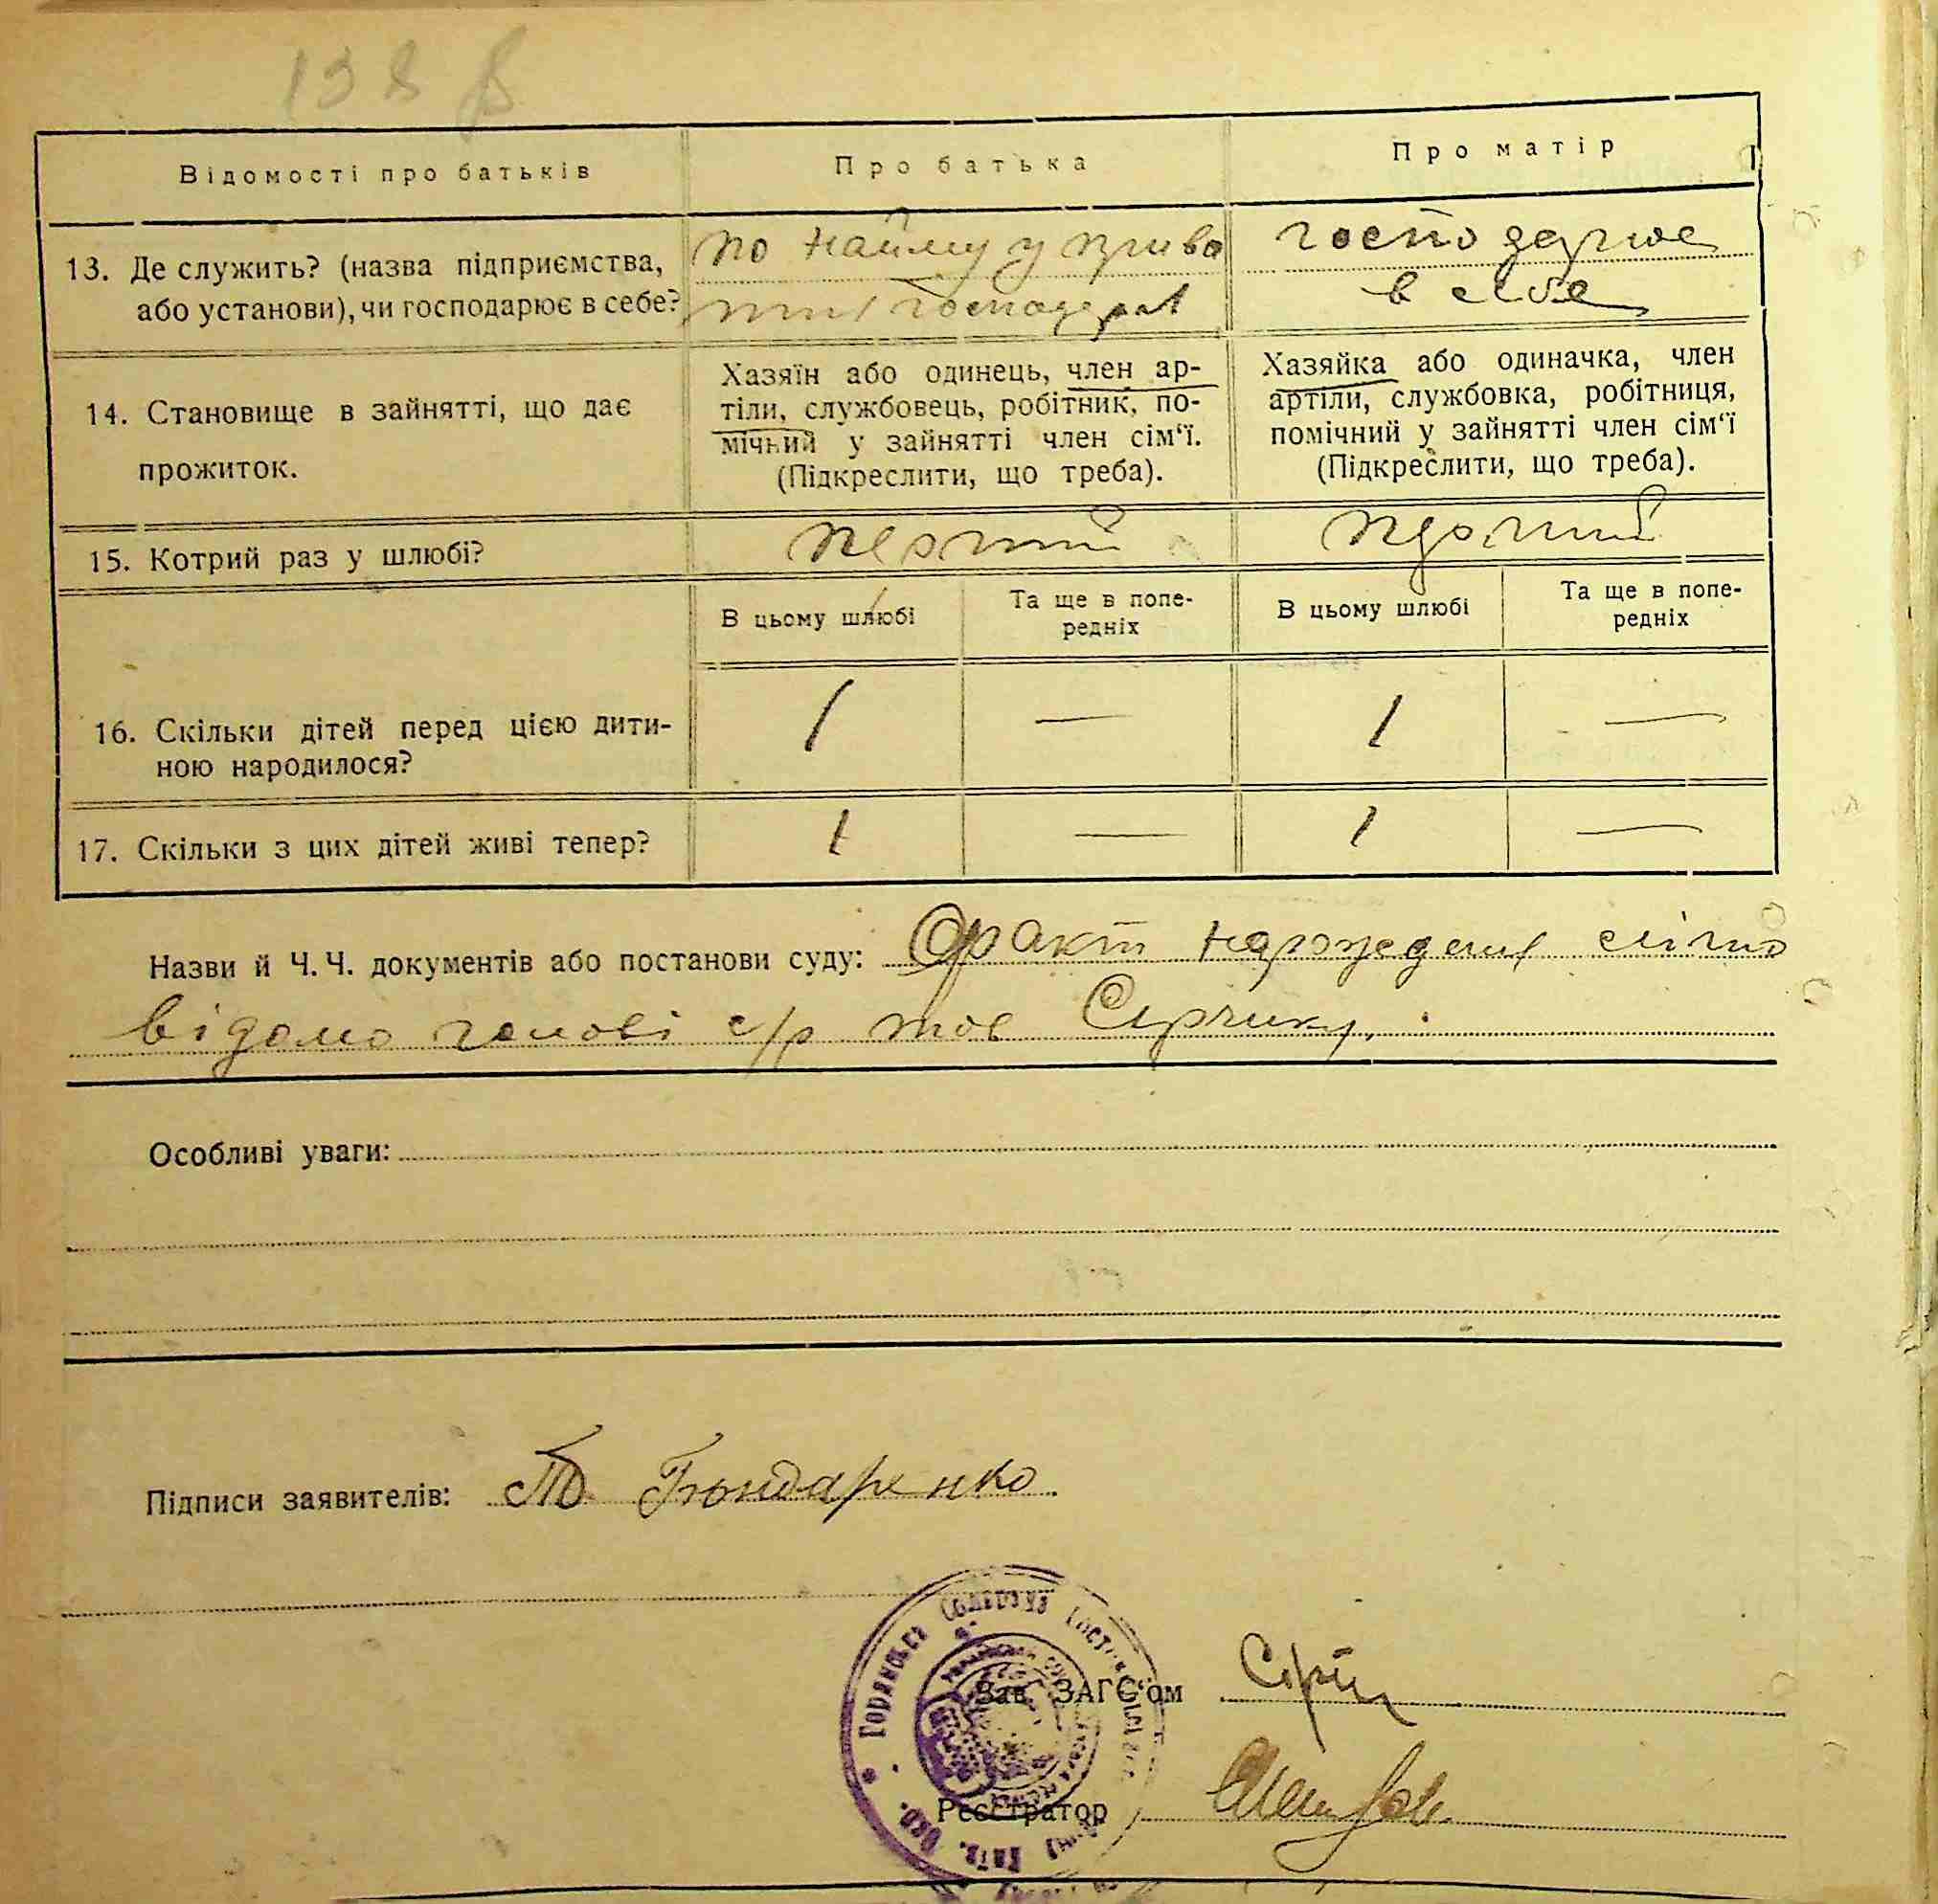 138
Відомості про батьків
Про батька
Про матір
13. Де служить? (назва підприємства,
або установи), чи господарює в себе?
по найму у прива
тних господарів
господарює
в себе
14. Становище в зайнятті, що дає
прожиток.
Хазяїн або одинець, член ар-
тіли, службовець, робітник, по-
мічний у зайнятті член сім‘ї.
(Підкреслити, що треба).
Хазяйка або одиначка, член
артіли, службовка, робітниця,
помічний у зайнятті член сім‘ї
(Підкреслити, що треба).
15. Котрий раз у шлюбі?
перший
перший
В цьому шлюбі
Та ще в попе-
редніх
В цьому шлюбі
Та ще в попе-
редніх
16. Скільки дітей перед цією дити-
ною народилося?
1 — 1 —
17. Скільки з цих дітей живі тепер?
1 — 1 —
Назви й Ч. Ч. документів або постанови суду: Факт народження
відомо голові с/р тов
Особливі уваги:
Підписи заявителів: Бондаренко
Зав. ЗАГС‘ом
Реєстратор